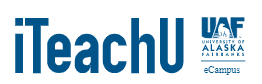 iTeachU
UAF
UNIVERSITY OF
ALASKA
FAIRBANKS
eCampus